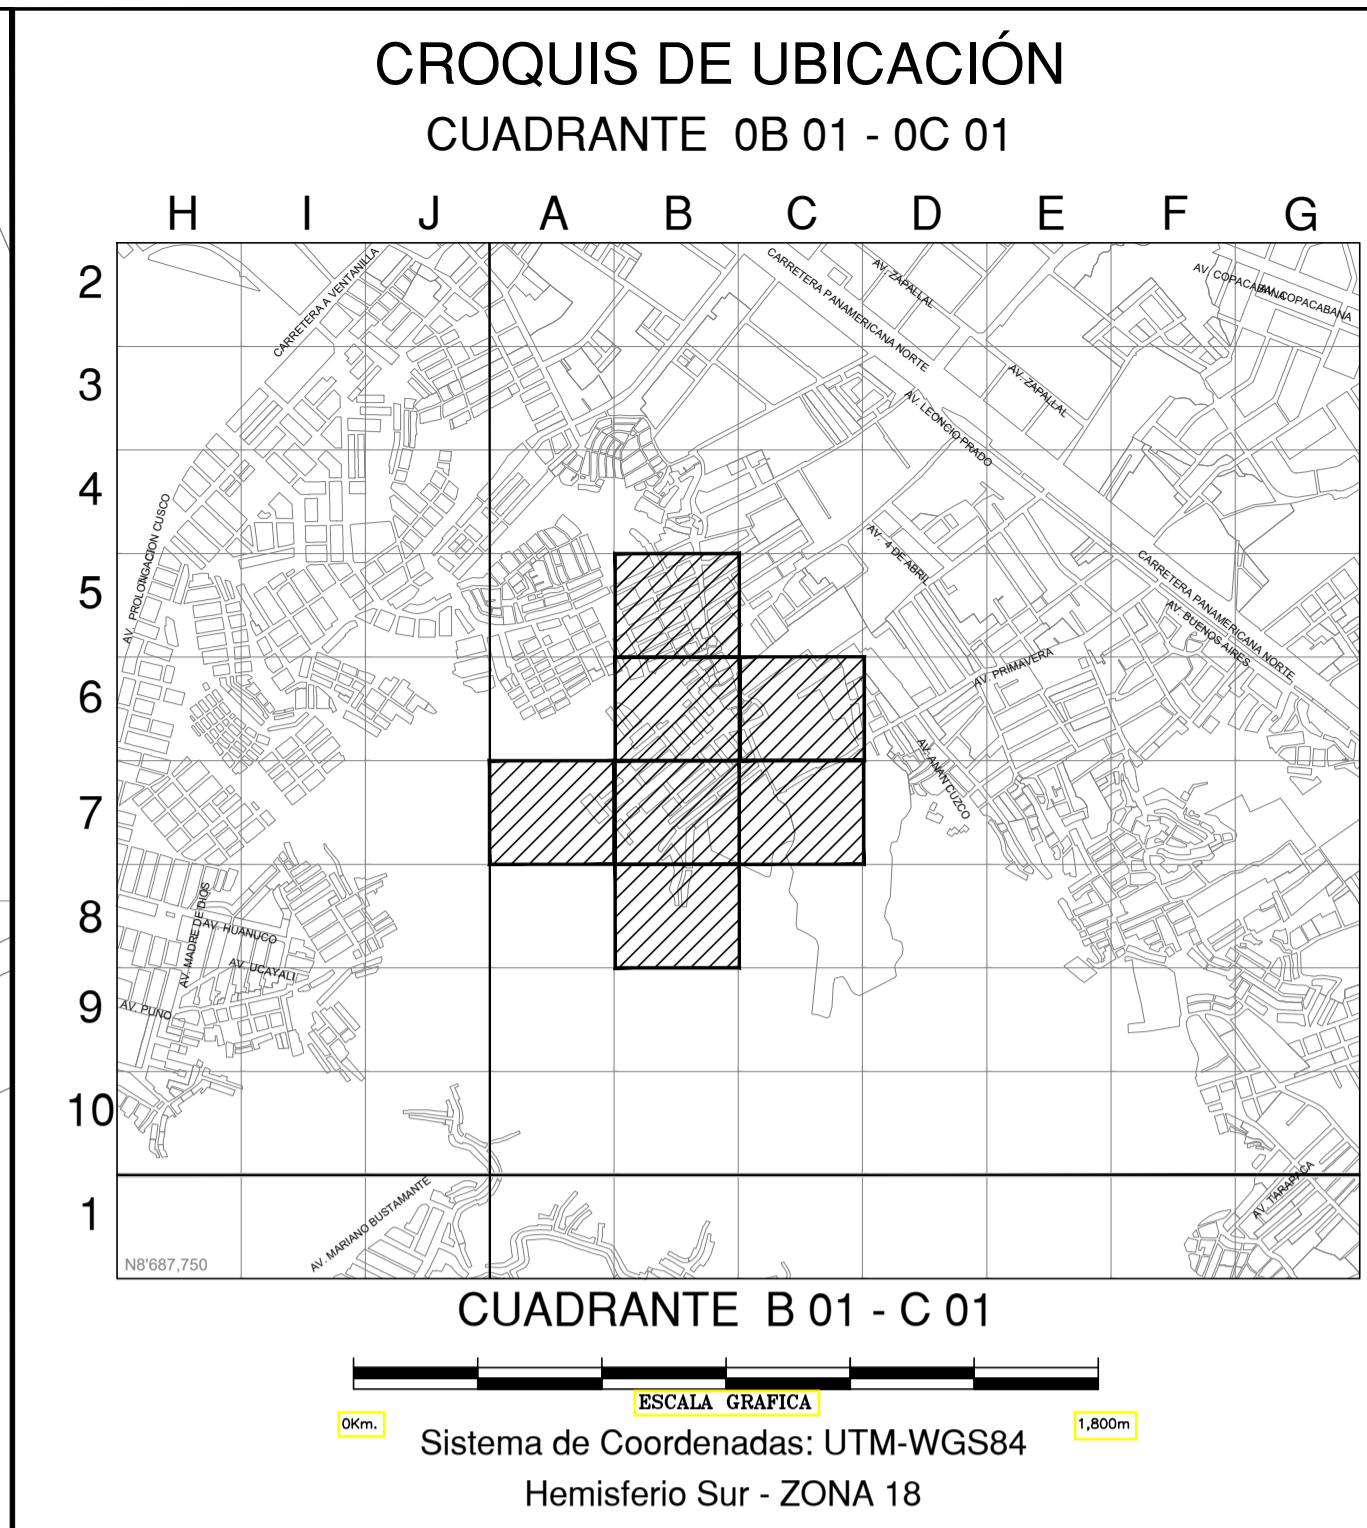 CROQUIS DE UBICACIÓN
CUADRANTE 0B 01 - 0C 01
H I J A B C D E F G
2
CARRETERA A VENTANILLA
CARRETERA PANAMERICANA NORTE
AV. ZAPALLAL
AV. COPACABANA
AV. COPACABANA
3
AV. ZAPALLAL
AV. LEONCIO PRADO
4
AV. PROLONGACION CUSCO
AV. 4 DE ABRIL
5
CARRETERA PANAMERICANA NORTE
AV. BUENOS AIRES
6
AV. PRIMAVERA
7
AV. ANAN CUZCO
8
AV. MADRE DE DIOS
AV. HUANUCO
AV. UCAYALI
9
AV. PUNO
10
1
AV. MARIANO BUSTAMANTE
AV. TARAPACA
N8'687,750
CUADRANTE B 01 - C 01
ESCALA GRAFICA
0Km. 1,800m
Sistema de Coordenadas: UTM-WGS84
Hemisferio Sur - ZONA 18